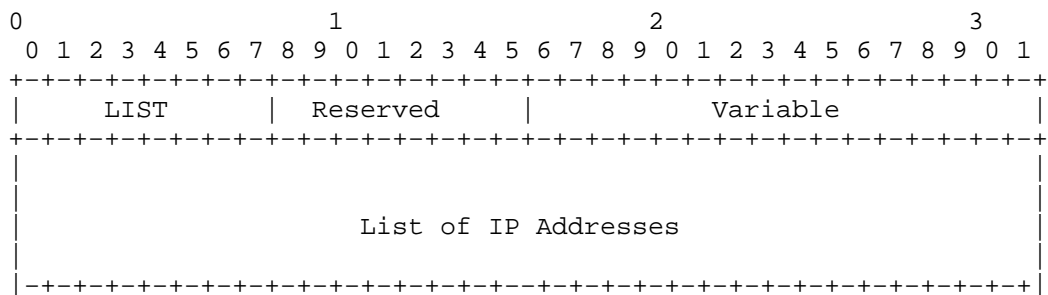 0                   1                   2                   3
 0 1 2 3 4 5 6 7 8 9 0 1 2 3 4 5 6 7 8 9 0 1 2 3 4 5 6 7 8 9 0 1
+-+-+-+-+-+-+-+-+-+-+-+-+-+-+-+-+-+-+-+-+-+-+-+-+-+-+-+-+-+-+-+-+
|     LIST      |  Reserved     |           Variable            |
+-+-+-+-+-+-+-+-+-+-+-+-+-+-+-+-+-+-+-+-+-+-+-+-+-+-+-+-+-+-+-+-+
|                                                               |
|                                                               |
|                     List of IP Addresses                      |
|                                                               |
|-+-+-+-+-+-+-+-+-+-+-+-+-+-+-+--+-+-+-+-+-+-+-+-+-+-+-+-+-+-+-+|